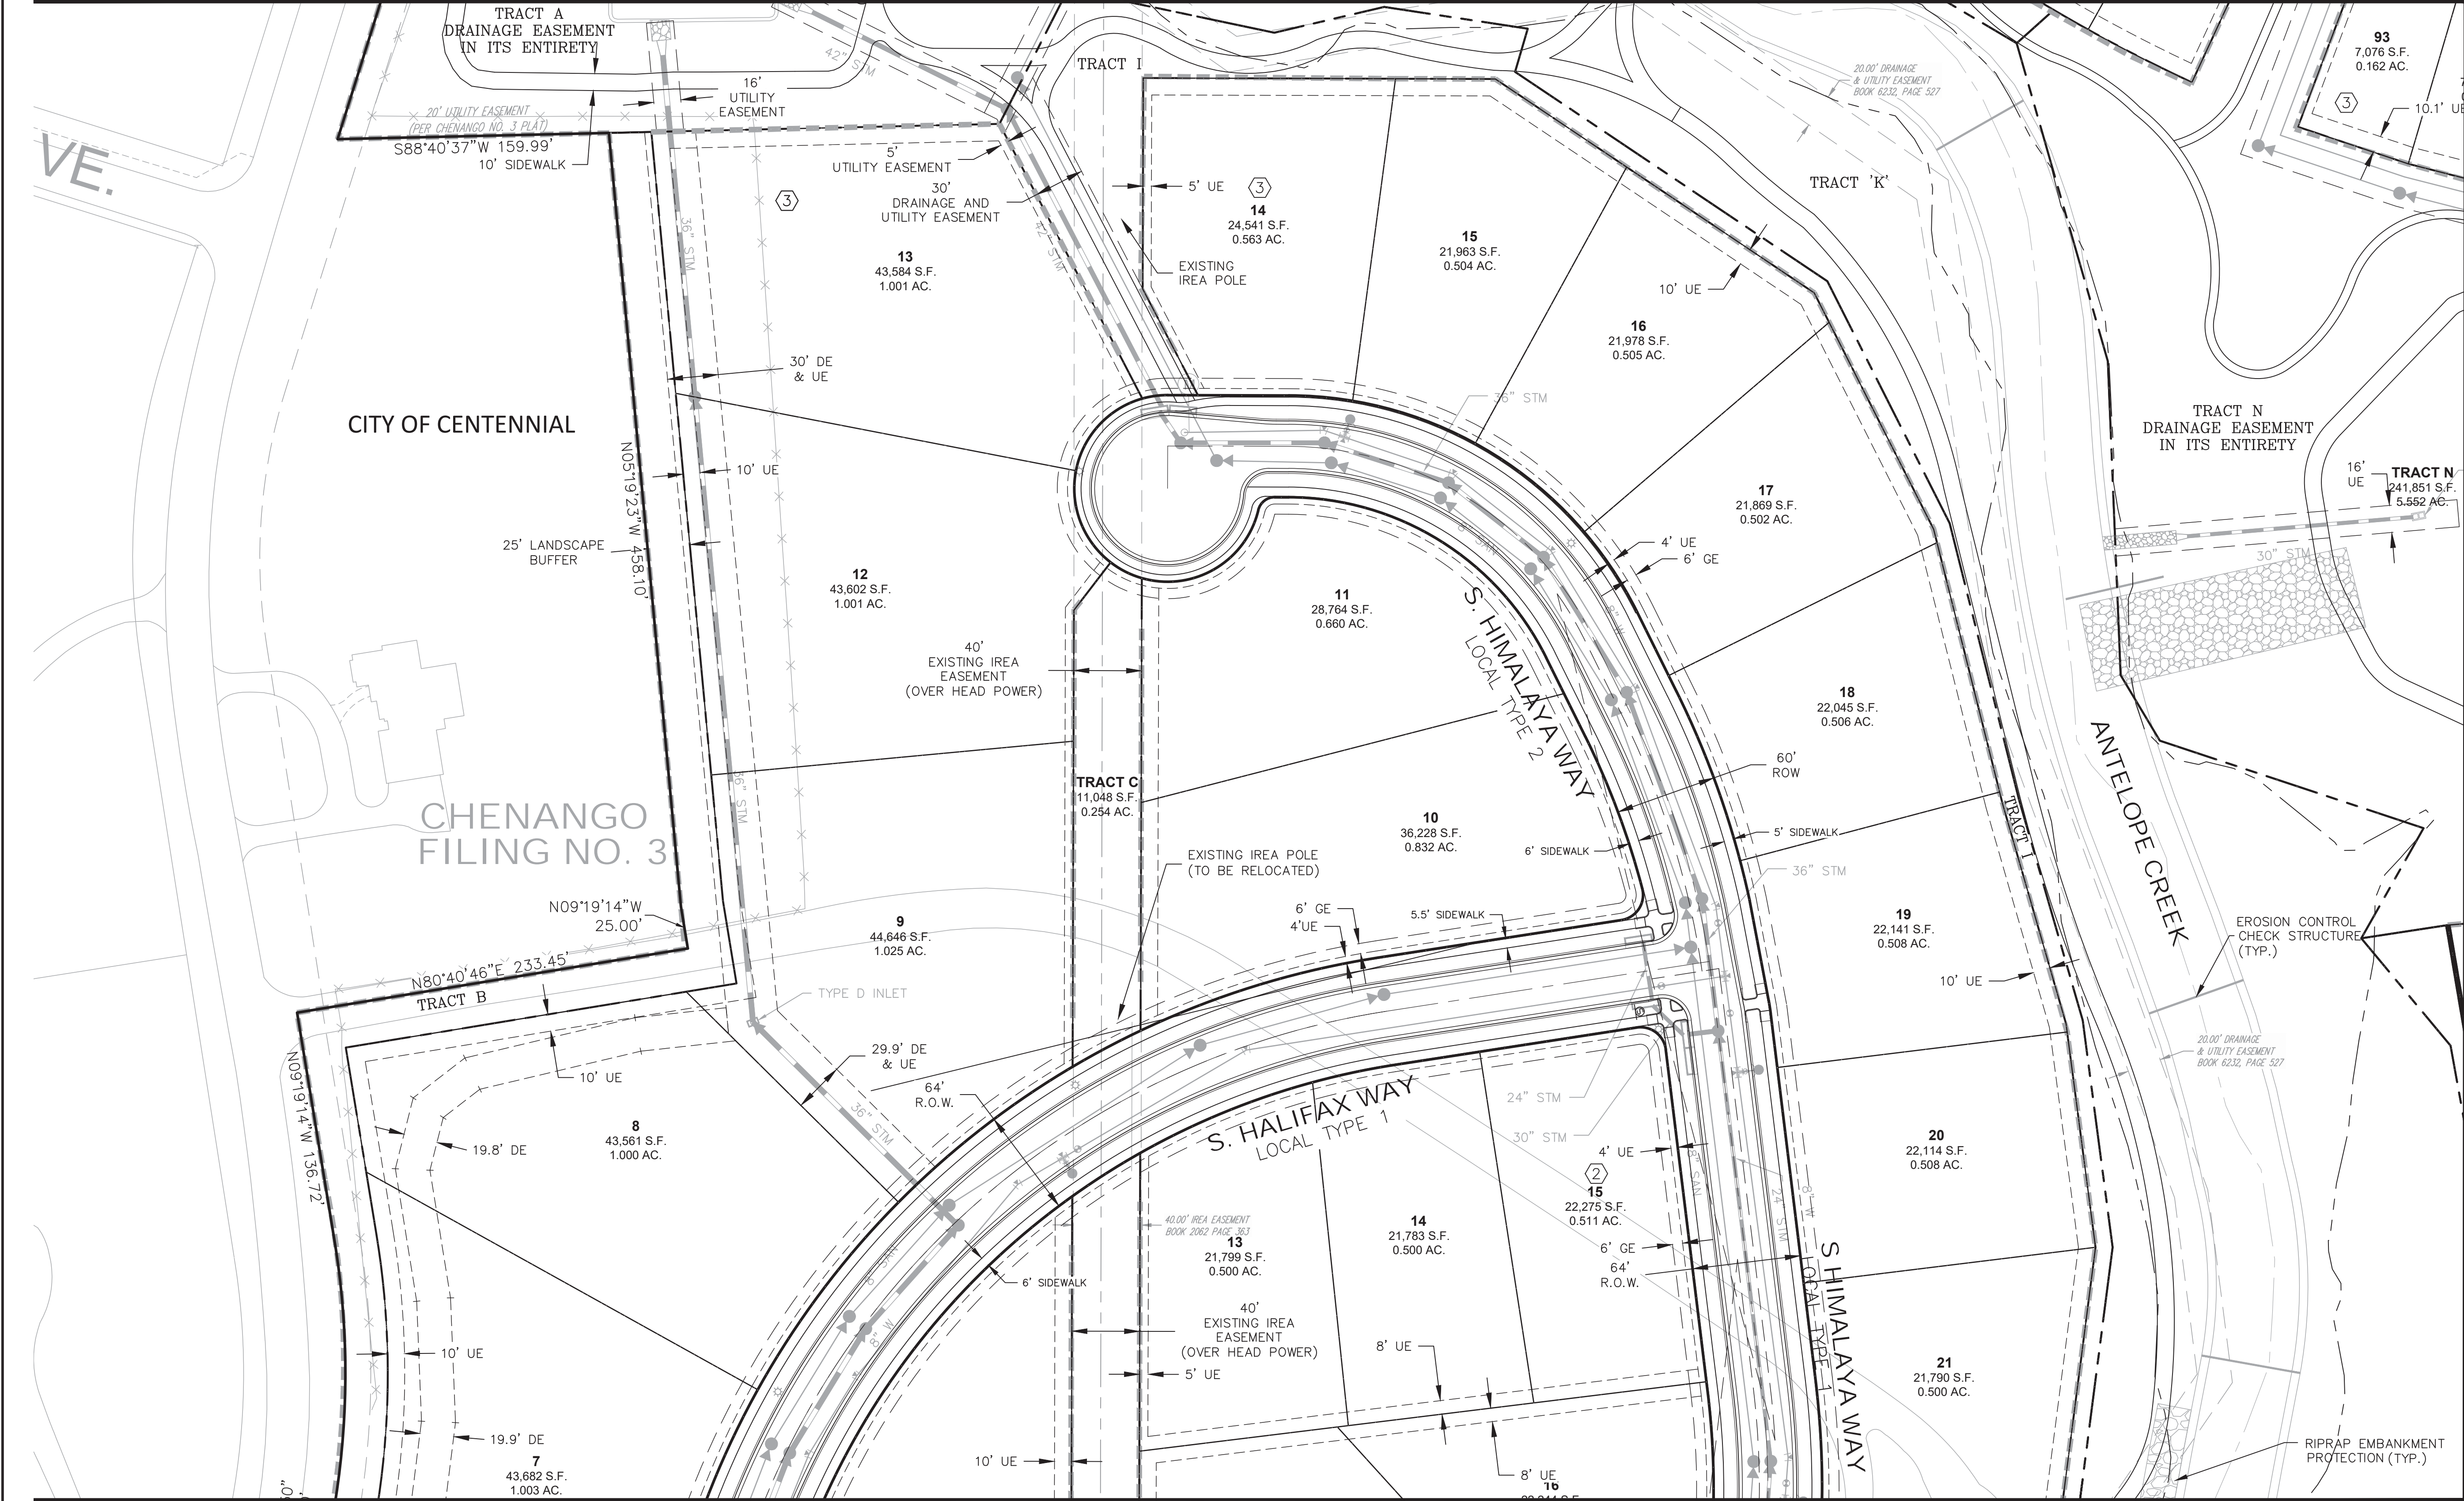 TRACT A
DRAINAGE EASEMENT
IN ITS ENTIRETY
42" STM
16'
UTILITY
EASEMENT
20' UTILITY EASEMENT
(PER CHENANGO NO. 3 PLAT)
S88°40'37"W 159.99'
10' SIDEWALK
VE.
TRACT I
5'
UTILITY EASEMENT
30'
DRAINAGE AND
UTILITY EASEMENT
42" STM
36" STM
3
13
43,584 S.F.
1.001 AC.
5' UE
3
14
24,541 S.F.
0.563 AC.
EXISTING
IREA POLE
15
21,963 S.F.
0.504 AC.
10' UE
16
21,978 S.F.
0.505 AC.
20.00' DRAINAGE
& UTILITY EASEMENT
BOOK 6232, PAGE 527
TRACT 'K'
93
7,076 S.F.
0.162 AC.
3
10.1' UE
30' DE
& UE
CITY OF CENTENNIAL
N05°19'23"W 458.10'
10' UE
25' LANDSCAPE
BUFFER
36" STM
TRACT N
DRAINAGE EASEMENT
IN ITS ENTIRETY
16'
UE
TRACT N
241,851 S.F.
5.552 AC.
30" STM
17
21,869 S.F.
0.502 AC.
4' UE
6' GE
8" SAN
8" W
12
43,602 S.F.
1.001 AC.
11
28,764 S.F.
0.660 AC.
S. HIMALAYA WAY
LOCAL TYPE 2
40'
EXISTING IREA
EASEMENT
(OVER HEAD POWER)
18
22,045 S.F.
0.506 AC.
60'
ROW
36" STM
TRACT C
11,048 S.F.
0.254 AC.
10
36,228 S.F.
0.832 AC.
6' SIDEWALK
5' SIDEWALK
TRACT I
ANTELOPE CREEK
CHENANGO
FILING NO. 3
EXISTING IREA POLE
(TO BE RELOCATED)
36" STM
N09°19'14"W
25.00'
9
44,646 S.F.
1.025 AC.
6' GE
4'UE
5.5' SIDEWALK
19
22,141 S.F.
0.508 AC.
EROSION CONTROL
CHECK STRUCTURE
(TYP.)
N80°40'46"E 233.45'
TRACT B
TYPE D INLET
10' UE
N09°19'14"W 136.72'
10' UE
29.9' DE
& UE
64'
R.O.W.
36" STM
20.00' DRAINAGE
& UTILITY EASEMENT
BOOK 6232, PAGE 527
24" STM
S. HALIFAX WAY
LOCAL TYPE 1
30" STM
8
43,561 S.F.
1.000 AC.
19.8' DE
4' UE
8" SAN
20
22,114 S.F.
0.508 AC.
2
15
22,275 S.F.
0.511 AC.
24" STM
8" W
40.00' IREA EASEMENT
BOOK 2062 PAGE 363
13
21,799 S.F.
0.500 AC.
14
21,783 S.F.
0.500 AC.
6' GE
64'
R.O.W.
8" SAN
6' SIDEWALK
S HIMALAYA WAY
LOCAL TYPE 1
40'
EXISTING IREA
EASEMENT
(OVER HEAD POWER)
8" W
8' UE
10' UE
5' UE
21
21,790 S.F.
0.500 AC.
19.9' DE
7
43,682 S.F.
1.003 AC.
10' UE
8' UE
16
RIPRAP EMBANKMENT
PROTECTION (TYP.)